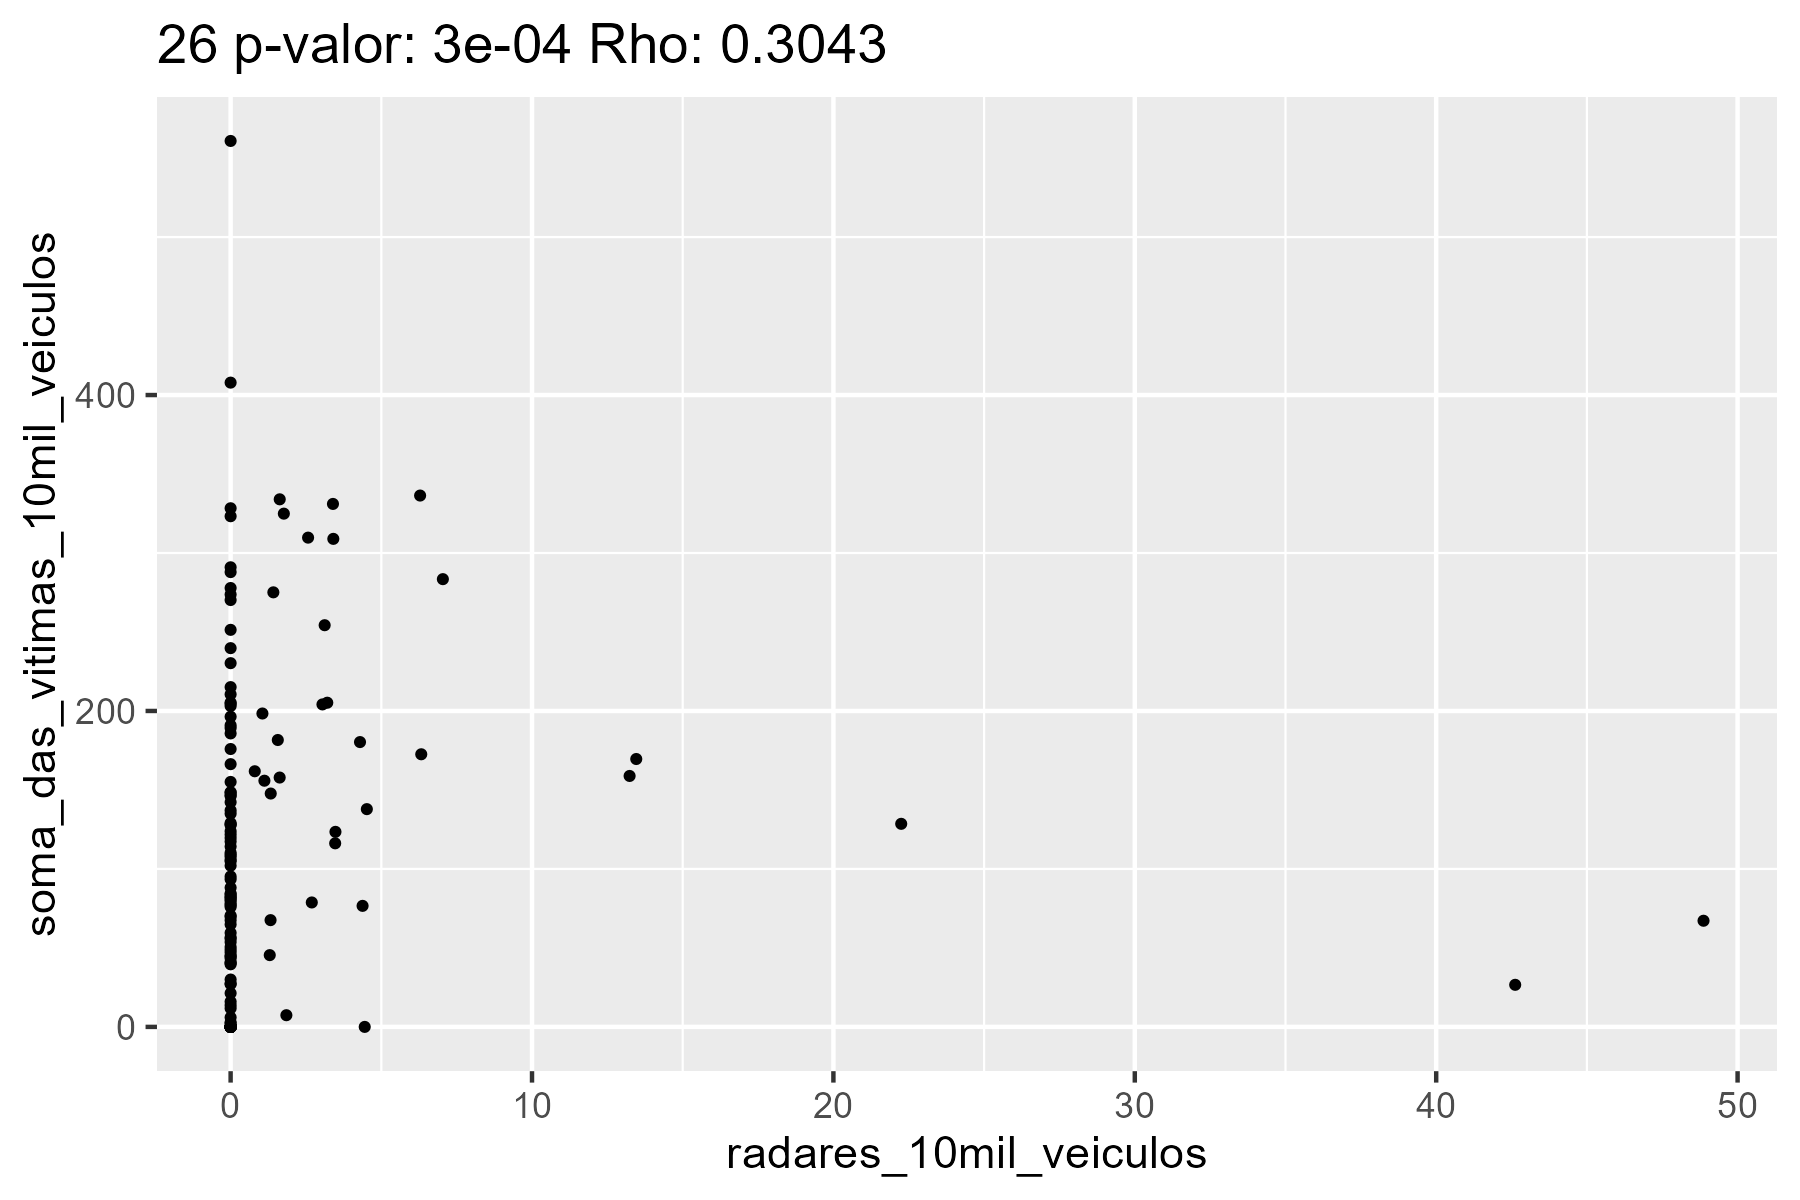 26 p-valor: 3e-04 Rho: 0.3043
soma_das_vitimas_10mil_veiculos
400
200
0
0 10 20 30 40 50
radares_10mil_veiculos